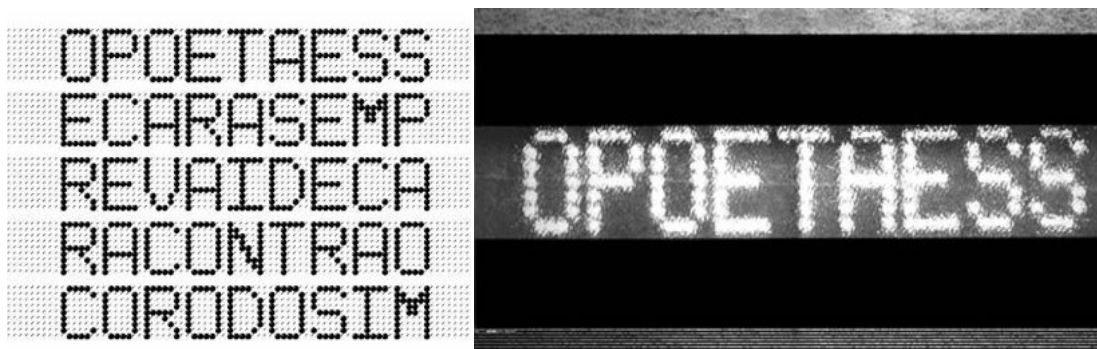 OPOETAESS
ECARASEMP
REVAIDECA
RACONTRAO
CORODOSIM
OPOETAESS